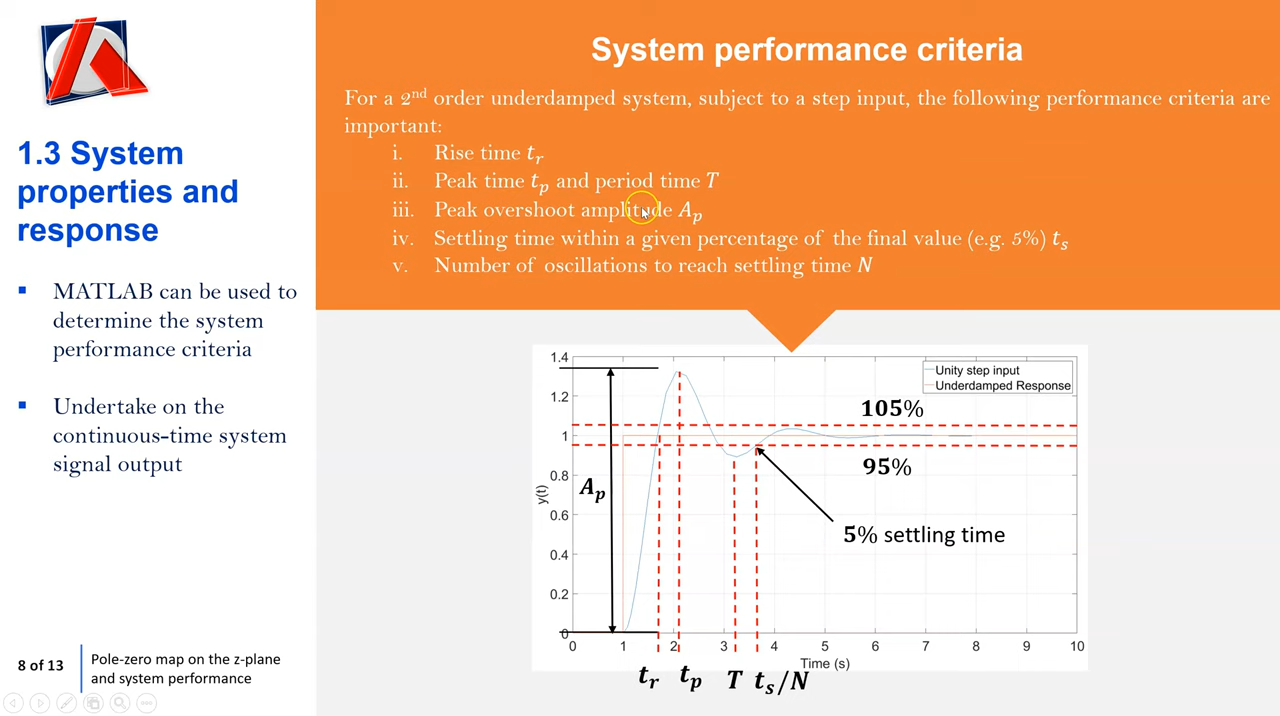 System performance criteria
For a 2nd order underdamped system, subject to a step input, the following performance criteria are
important:
i. Rise time tr
ii. Peak time tp and period time T
iii. Peak overshoot amplitude Ap
iv. Settling time within a given percentage of the final value (e.g. 5%) ts
v. Number of oscillations to reach settling time N
1.3 System
properties and
response
▪ MATLAB can be used to
determine the system
performance criteria
▪ Undertake on the
continuous-time system
signal output
8 of 13
Pole-zero map on the z-plane
and system performance
1.4
1.2
1
0.8
0.6
0.4
0.2
0
y(t)
Ap
Unity step input
Underdamped Response
105%
95%
5% settling time
0 1 2 3 4 5 6 7 8 9 10
Time (s)
tr tp T ts/N